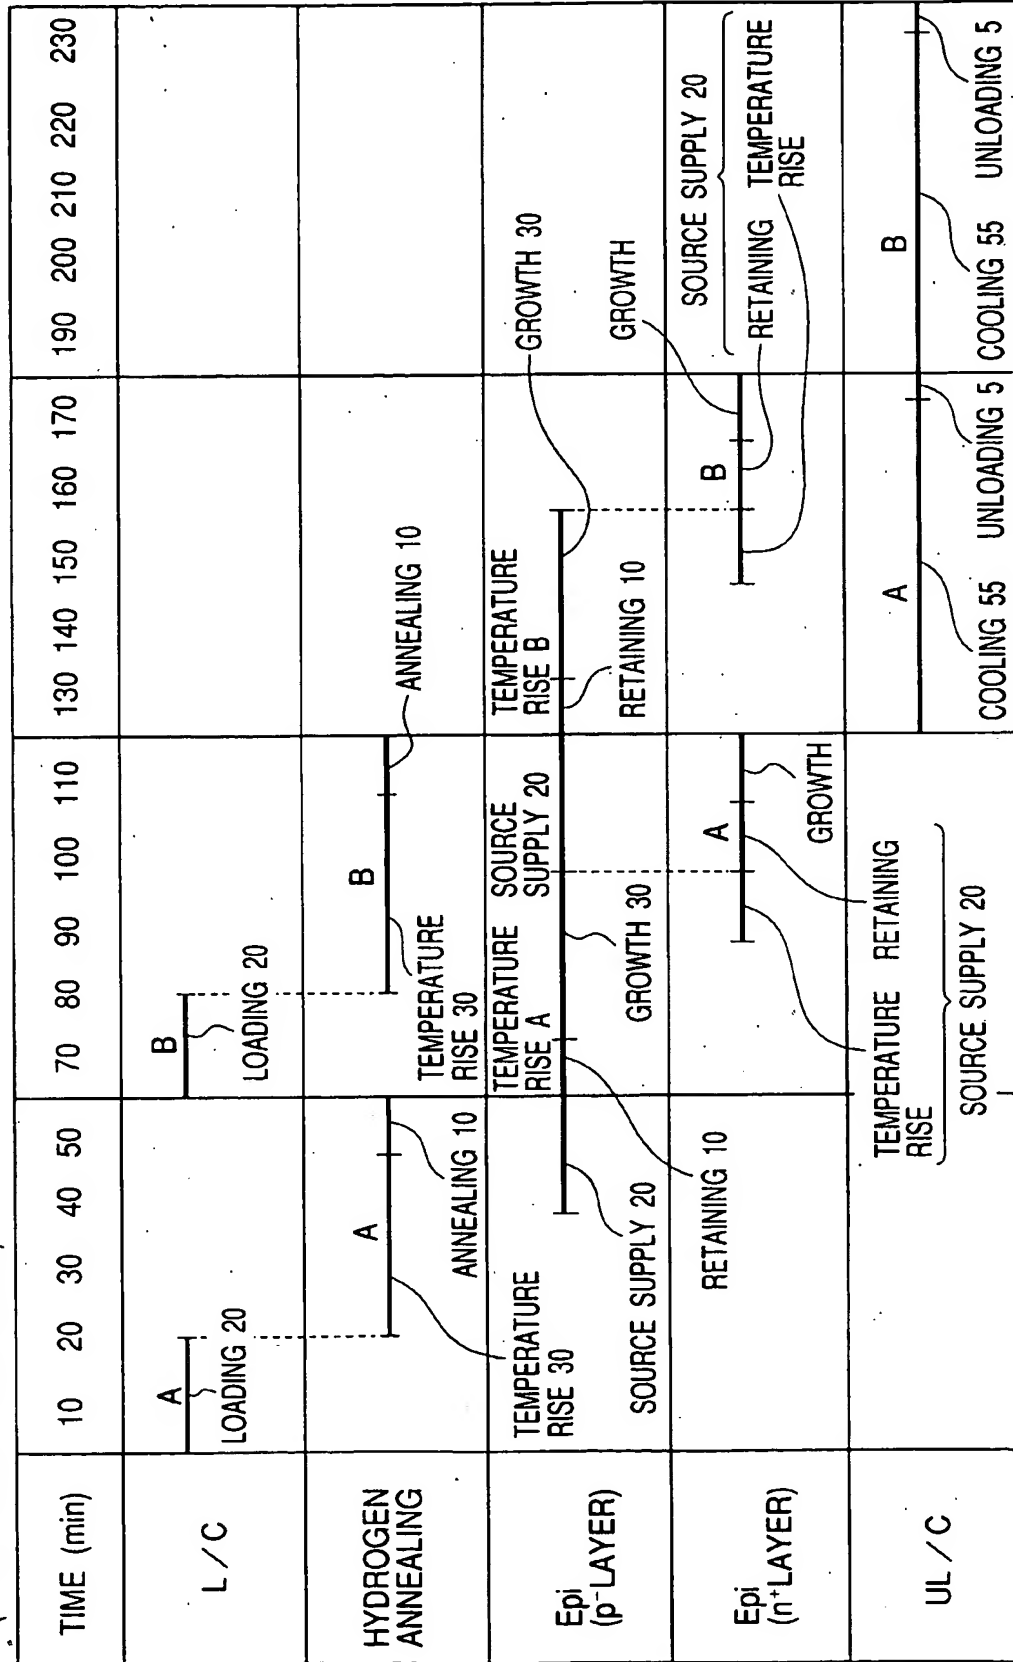 TIME (min)
10 20 30 40 50 70 80 90 100 110 130 140 150 160 170 190 200 210 220 230
L/C
A
LOADING 20
B
LOADING 20
HYDROGEN
ANNEALING
A
TEMPERATURE
RISE 30
ANNEALING 10
B
TEMPERATURE
RISE 30
ANNEALING 10
Epi
(p⁻LAYER)
SOURCE SUPPLY 20
TEMPERATURE
RISE A
RETAINING 10
GROWTH 30
SOURCE
SUPPLY 20
TEMPERATURE
RISE B
RETAINING 10
GROWTH 30
Epi
(n⁺LAYER)
A
TEMPERATURE
RISE
RETAINING
SOURCE SUPPLY 20
GROWTH
B
GROWTH
SOURCE SUPPLY 20
RETAINING
TEMPERATURE
RISE
UL/C
A
COOLING 55
UNLOADING 5
B
COOLING 55
UNLOADING 5